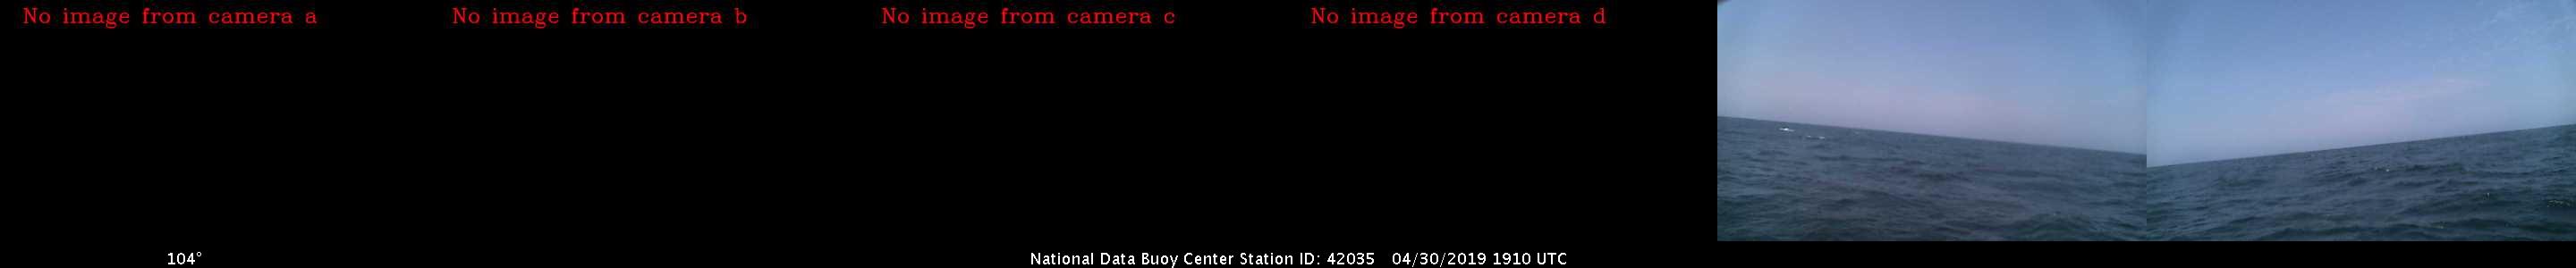 No image from camera a
No image from camera b
No image from camera c
No image from camera d
104°
National Data Buoy Center Station ID: 42035 04/30/2019 1910 UTC